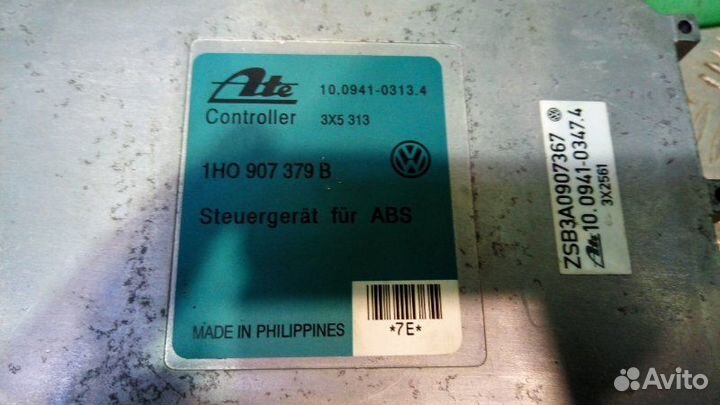 Ate
10.0941-0313.4
Controller
3X5 313
1HO 907 379 B
Steuergerät für ABS
*7E*
MADE IN PHILIPPINES
ZSB3A0907367
Ate 10.0941-0347.4
3X2561
Avito